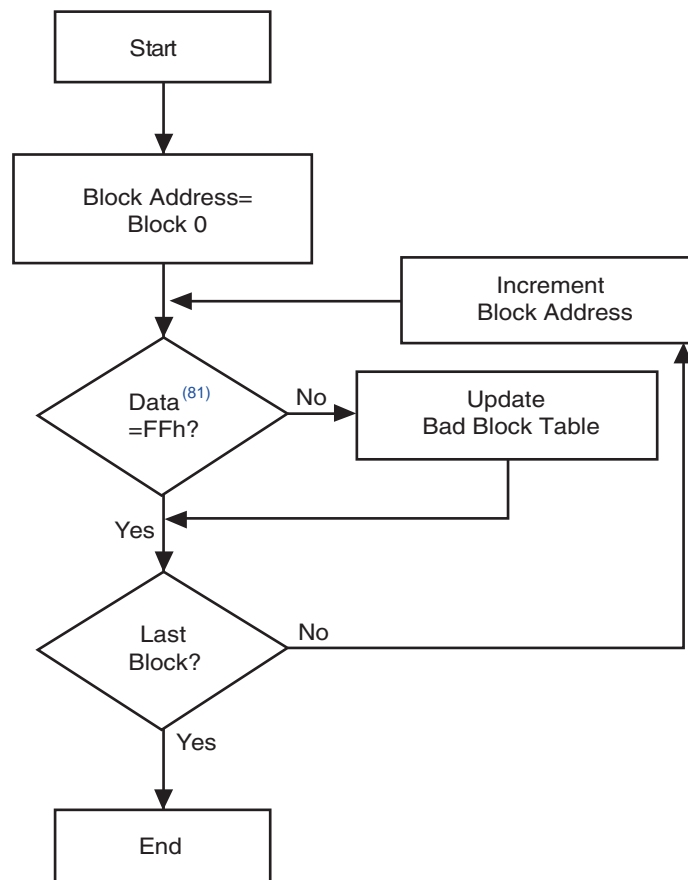 Start
Block Address=
Block 0
Increment
Block Address
Data(81)
=FFh?
No
Update
Bad Block Table
Yes
Last
Block?
No
Yes
End